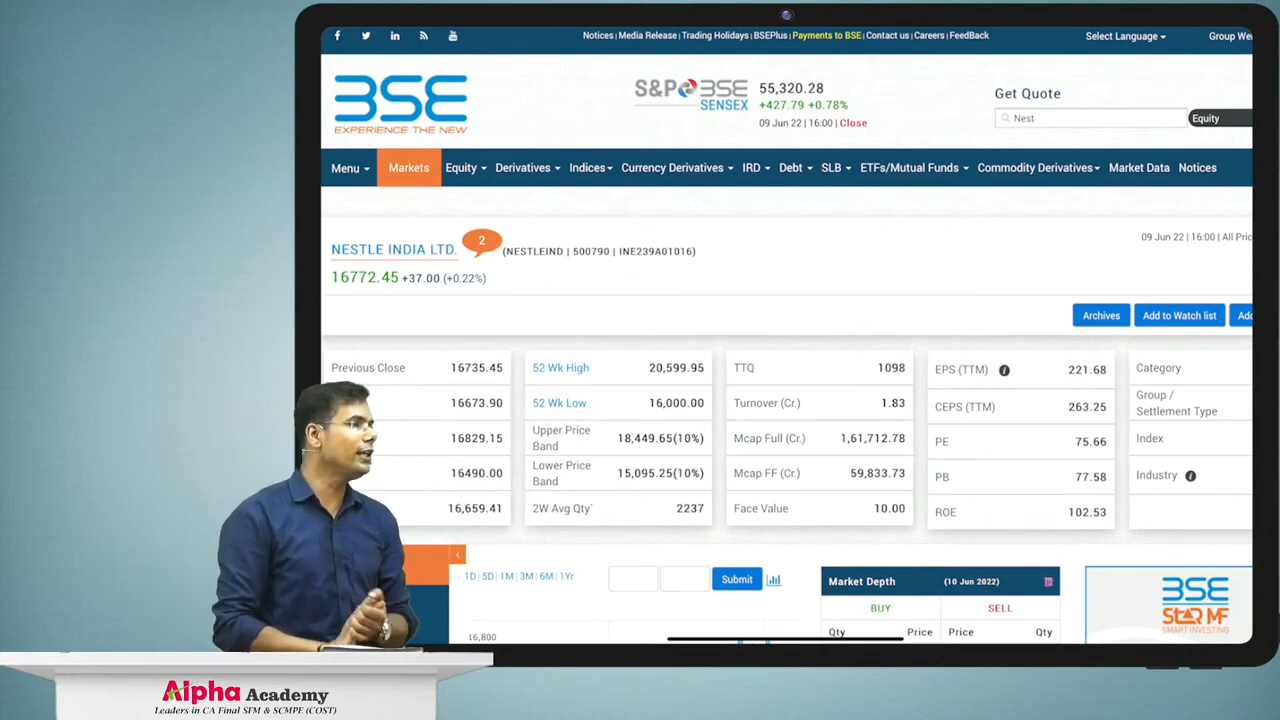 Notices | Media Release | Trading Holidays | BSEPlus | Payments to BSE | Contact us | Careers | FeedBack
Select Language
Group
BSE
EXPERIENCE THE NEW
S&P BSE
SENSEX
55,320.28
+427.79 +0.78%
09 Jun 22 | 16:00 | Close
Get Quote
Nest
Equity
Menu Markets Equity Derivatives Indices Currency Derivatives IRD Debt SLB ETFs/Mutual Funds Commodity Derivatives Market Data Notices
NESTLE INDIA LTD. 2 (NESTLEIND | 500790 | INE239A01016)
09 Jun 22 | 16:00 | All
16772.45 +37.00 (+0.22%)
Archives
Add to Watch list
Previous Close 16735.45
16673.90
16829.15
16490.00
16,659.41
52 Wk High 20,599.95
52 Wk Low 16,000.00
Upper Price Band 18,449.65(10%)
Lower Price Band 15,095.25(10%)
2W Avg Qty* 2237
TTQ 1098
Turnover (Cr.) 1.83
Mcap Full (Cr.) 1,61,712.78
Mcap FF (Cr.) 59,833.73
Face Value 10.00
EPS (TTM) 221.68
CEPS (TTM) 263.25
PE 75.66
PB 77.58
ROE 102.53
Category
Group /
Settlement Type
Index
Industry
1D | 5D | 1M | 3M | 6M | 1Yr
Submit
16,800
Market Depth (10 Jun 2022)
BUY SELL
Qty Price Price Qty
BSE
STAR MF
SMART INVESTING
Alpha Academy
Leaders in CA Final SFM & SCMPE (COST)